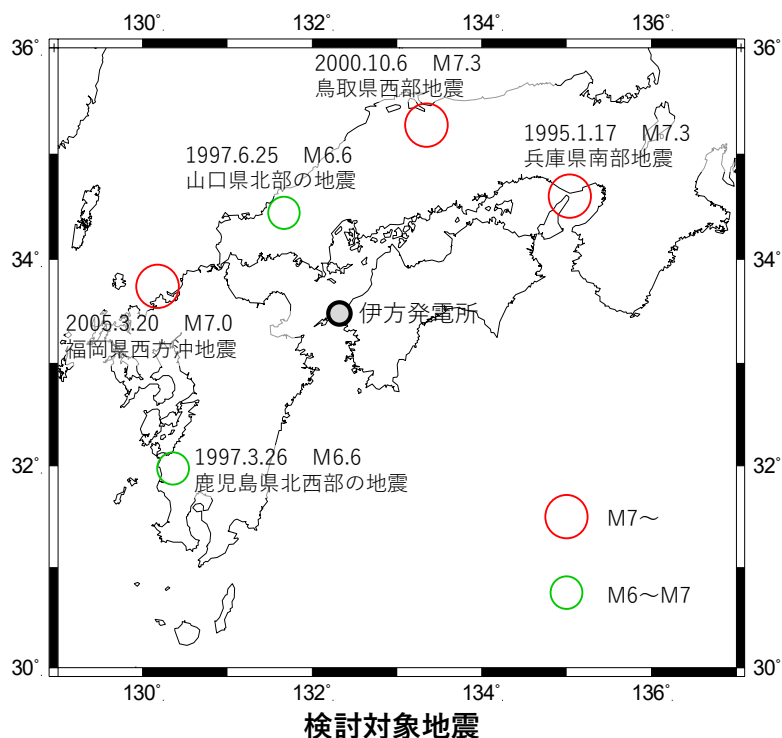 130° 132° 134° 136°
36° 36°
2000.10.6 M7.3
鳥取県西部地震
1995.1.17 M7.3
兵庫県南部地震
1997.6.25 M6.6
山口県北部の地震
34° 34°
伊方発電所
2005.3.20 M7.0
福岡県西方沖地震
32° 32°
1997.3.26 M6.6
鹿児島県北西部の地震
M7～
M6～M7
30° 30°
130° 132° 134° 136°
検討対象地震